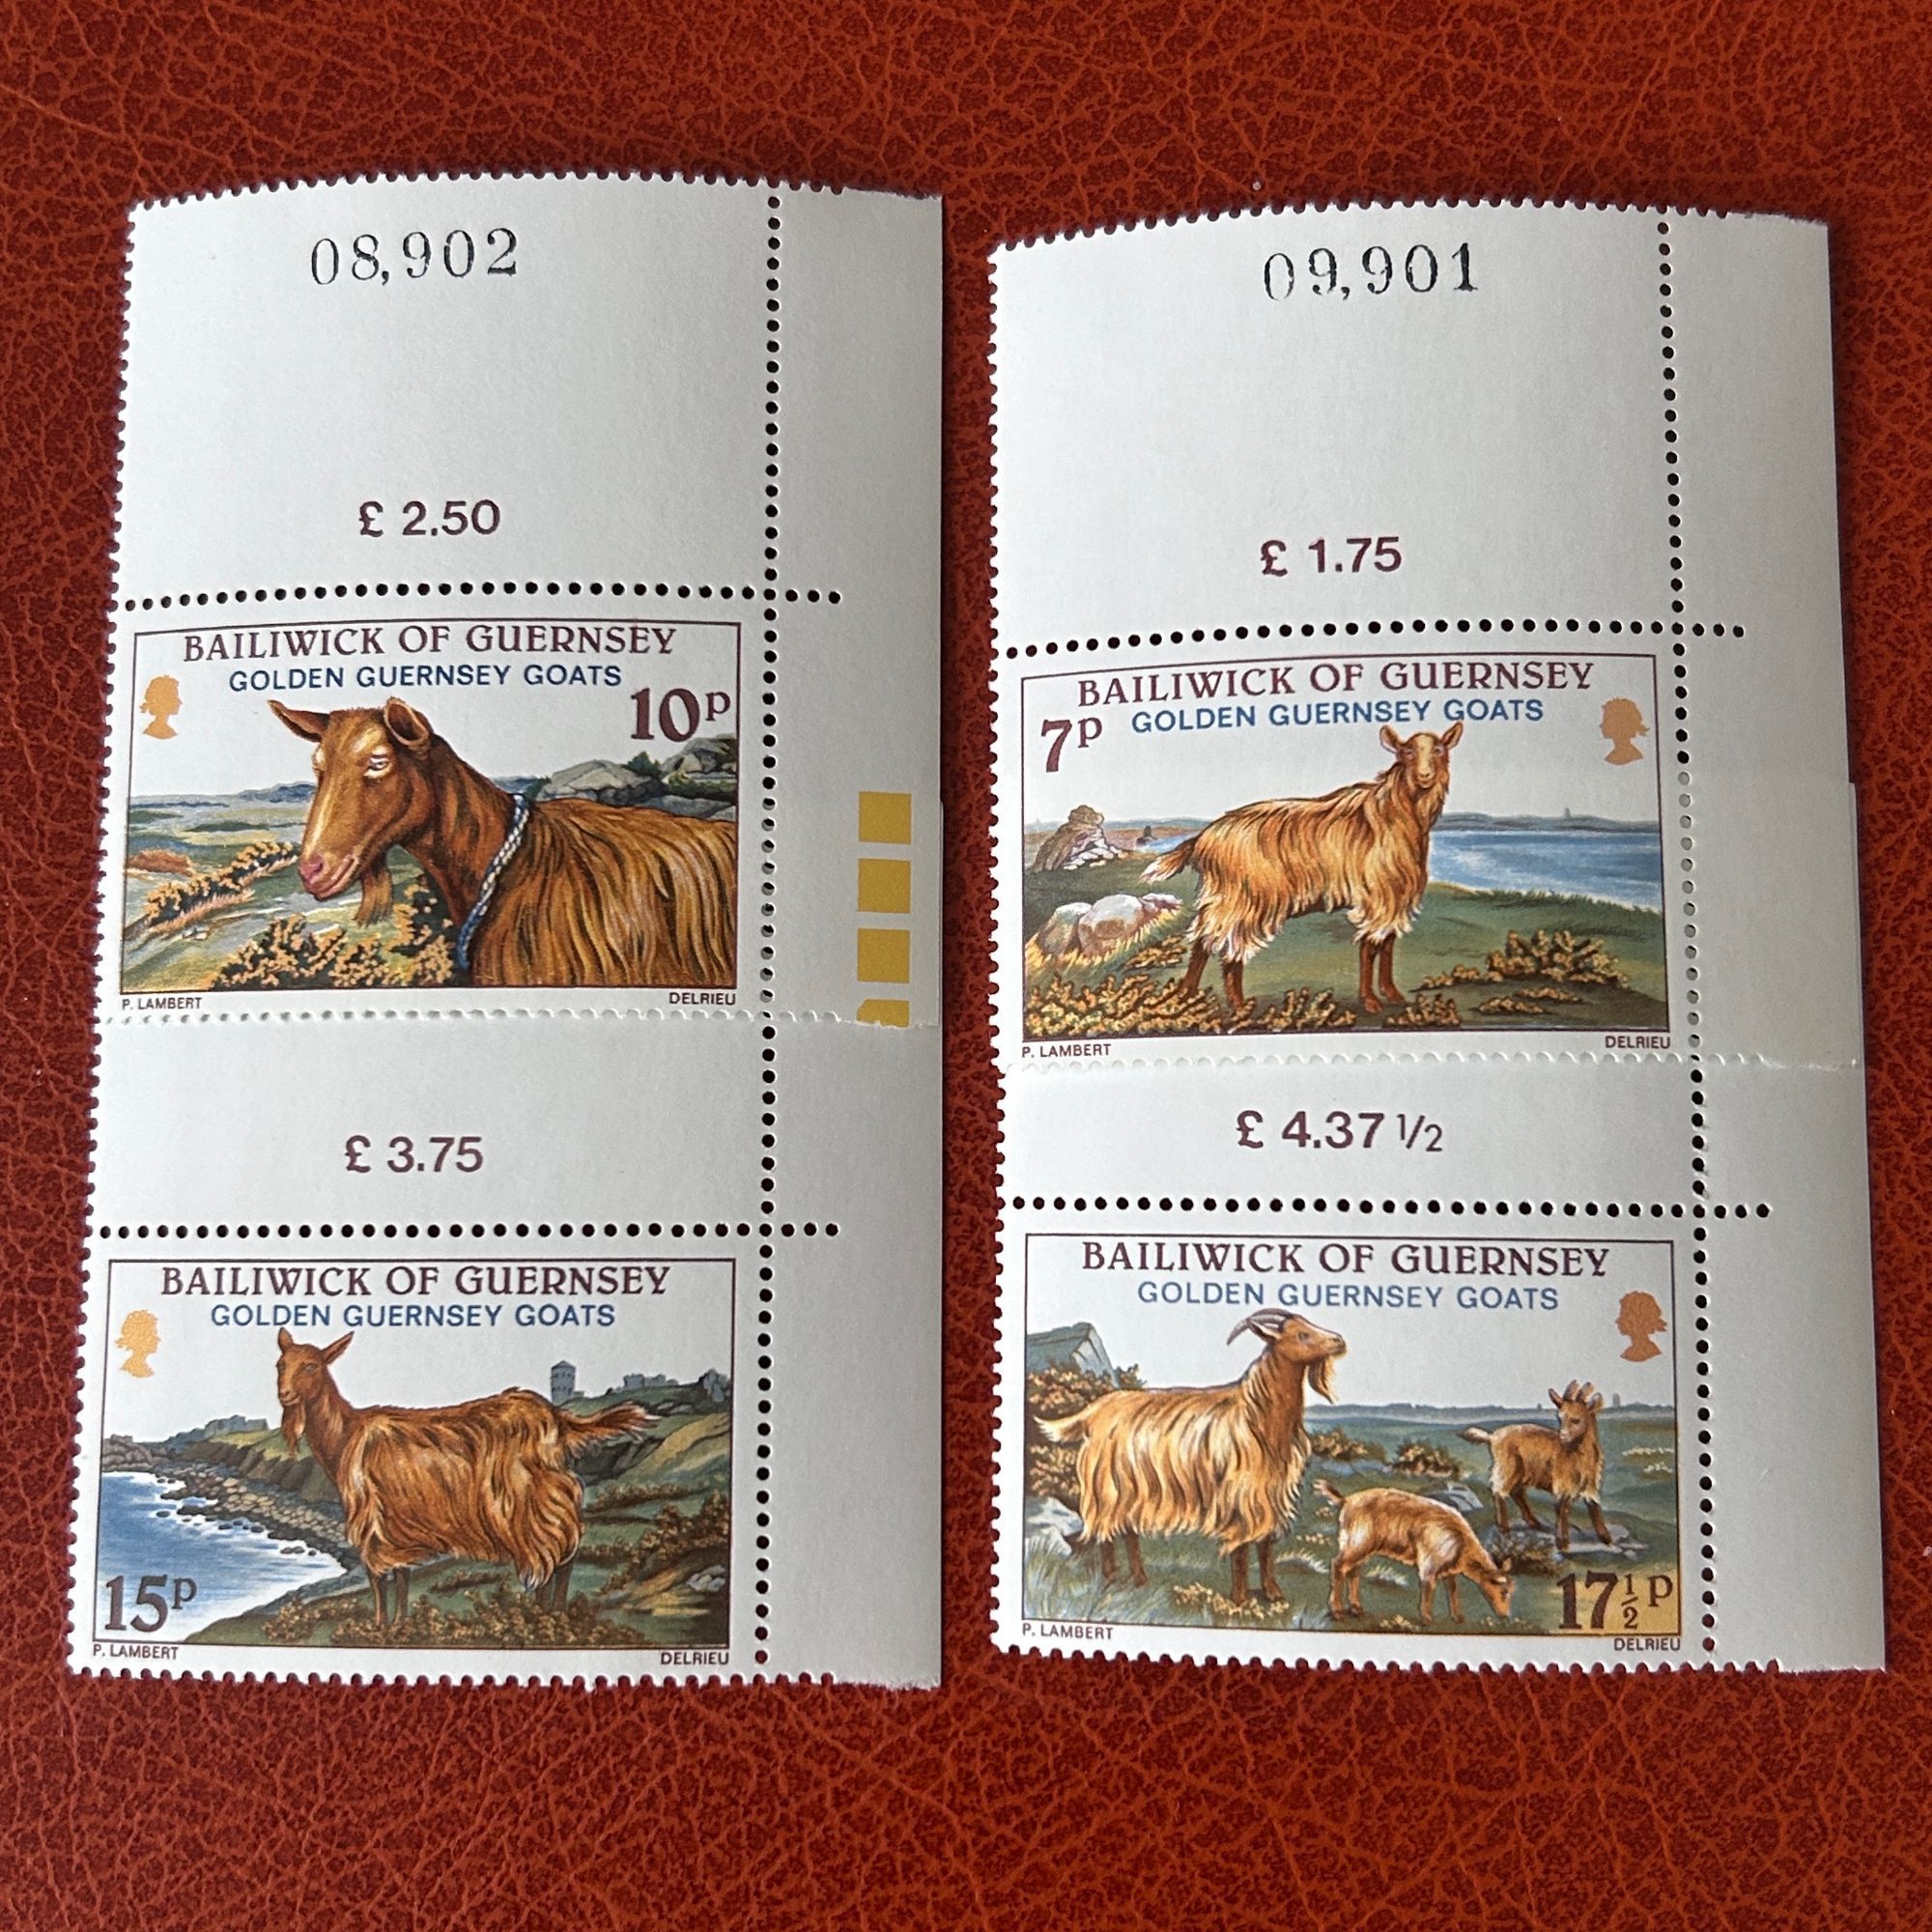 08,902
£ 2.50
BAILIWICK OF GUERNSEY
GOLDEN GUERNSEY GOATS
10p
P. LAMBERT DELRIEU
£ 3.75
BAILIWICK OF GUERNSEY
GOLDEN GUERNSEY GOATS
15p
P. LAMBERT DELRIEU
09,901
£ 1.75
BAILIWICK OF GUERNSEY
7p GOLDEN GUERNSEY GOATS
P. LAMBERT DELRIEU
£ 4.37 1/2
BAILIWICK OF GUERNSEY
GOLDEN GUERNSEY GOATS
17 1/2 p
P. LAMBERT DELRIEU